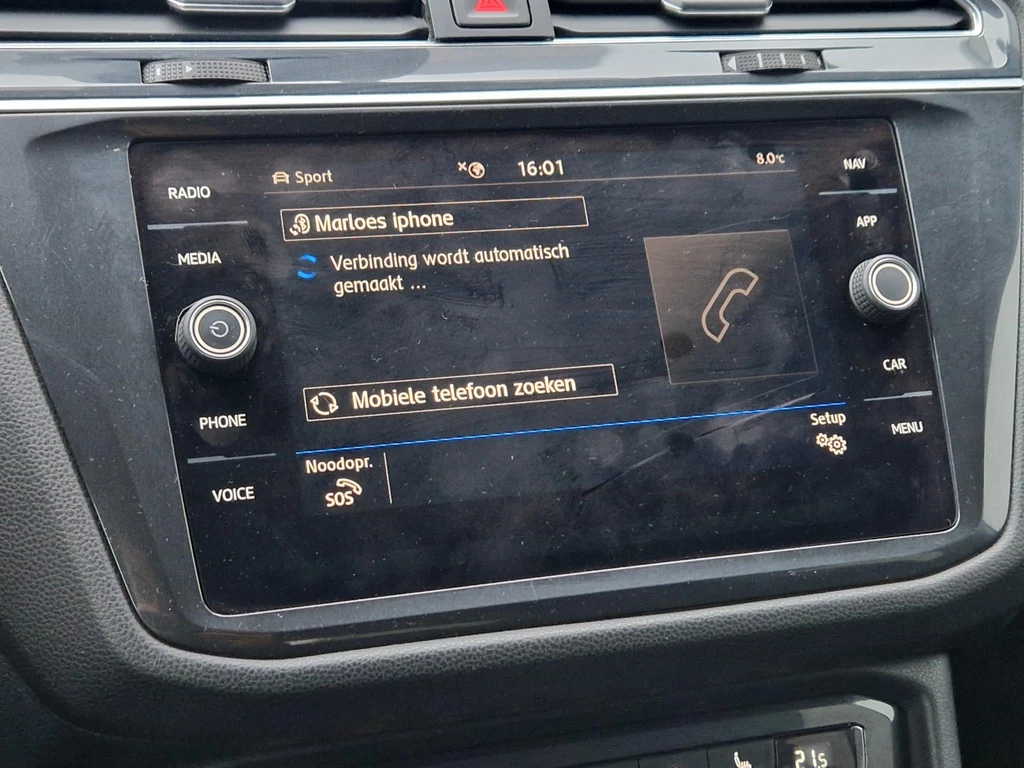 RADIO
MEDIA
PHONE
VOICE
Sport
16:01
8.0°C
Marloes iphone
Verbinding wordt automatisch
gemaakt ...
Mobiele telefoon zoeken
Noodopr.
SOS
Setup
NAV
APP
CAR
MENU
21.5